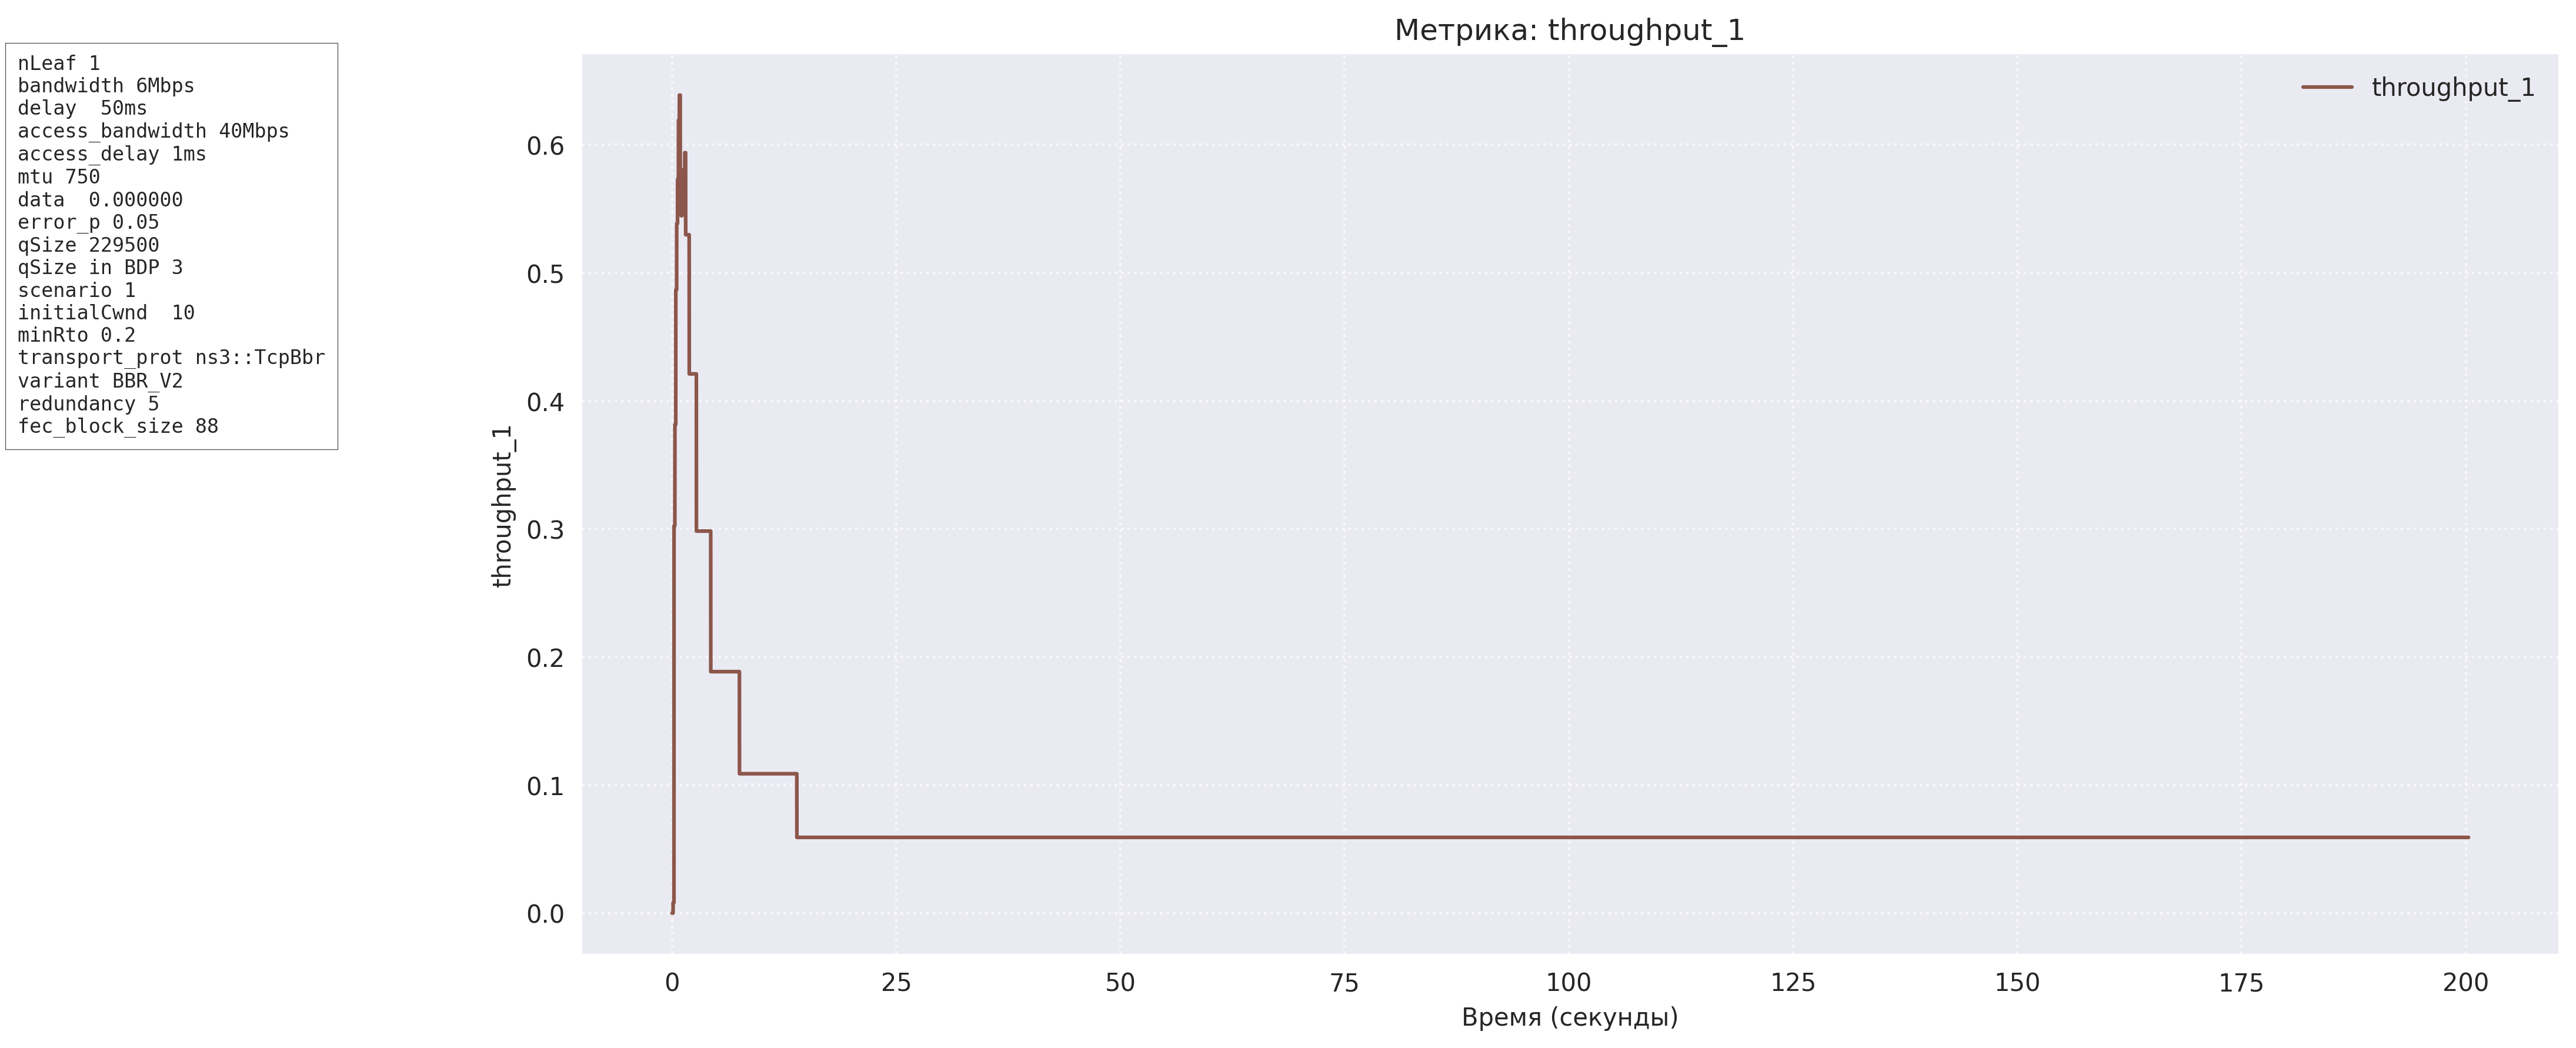 Метрика: throughput_1
nLeaf 1
bandwidth 6Mbps
delay  50ms
access_bandwidth 40Mbps
access_delay 1ms
mtu 750
data  0.000000
error_p 0.05
qSize 229500
qSize in BDP 3
scenario 1
initialCwnd  10
minRto 0.2
transport_prot ns3::TcpBbr
variant BBR_V2
redundancy 5
fec_block_size 88
throughput_1
throughput_1
0.6
0.5
0.4
0.3
0.2
0.1
0.0
0 25 50 75 100 125 150 175 200
Время (секунды)